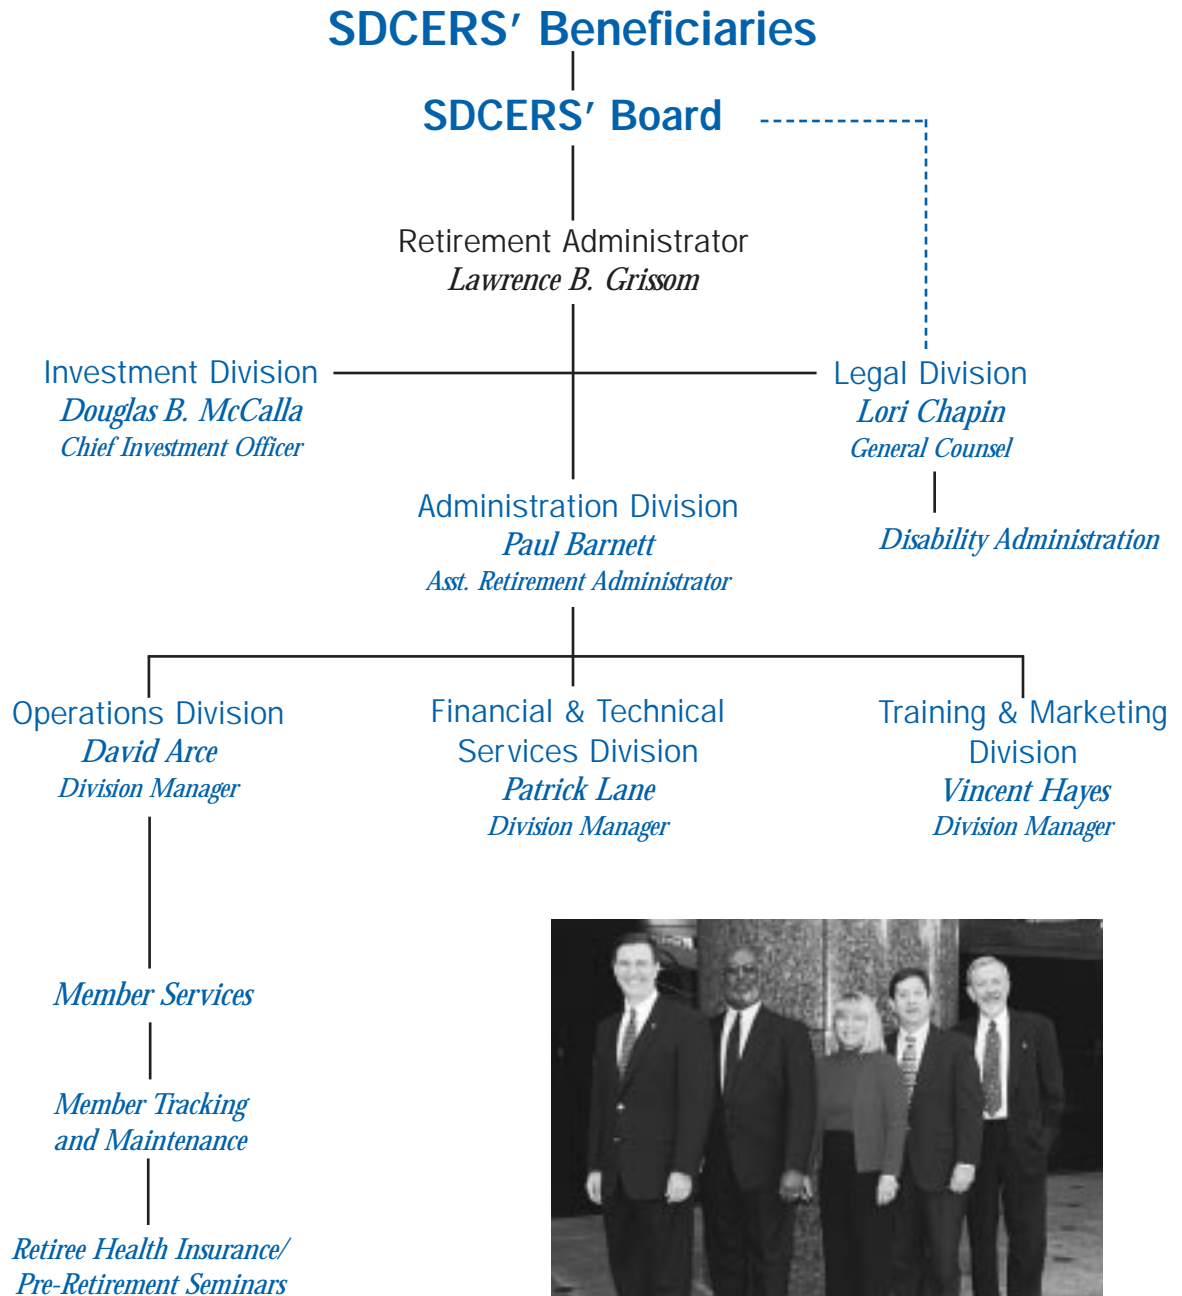 SDCERS' Beneficiaries
SDCERS' Board
Retirement Administrator
Lawrence B. Grissom
Investment Division
Douglas B. McCalla
Chief Investment Officer
Legal Division
Lori Chapin
General Counsel
Disability Administration
Administration Division
Paul Barnett
Asst. Retirement Administrator
Operations Division
David Arce
Division Manager
Financial & Technical
Services Division
Patrick Lane
Division Manager
Training & Marketing
Division
Vincent Hayes
Division Manager
Member Services
Member Tracking
and Maintenance
Retiree Health Insurance/
Pre-Retirement Seminars